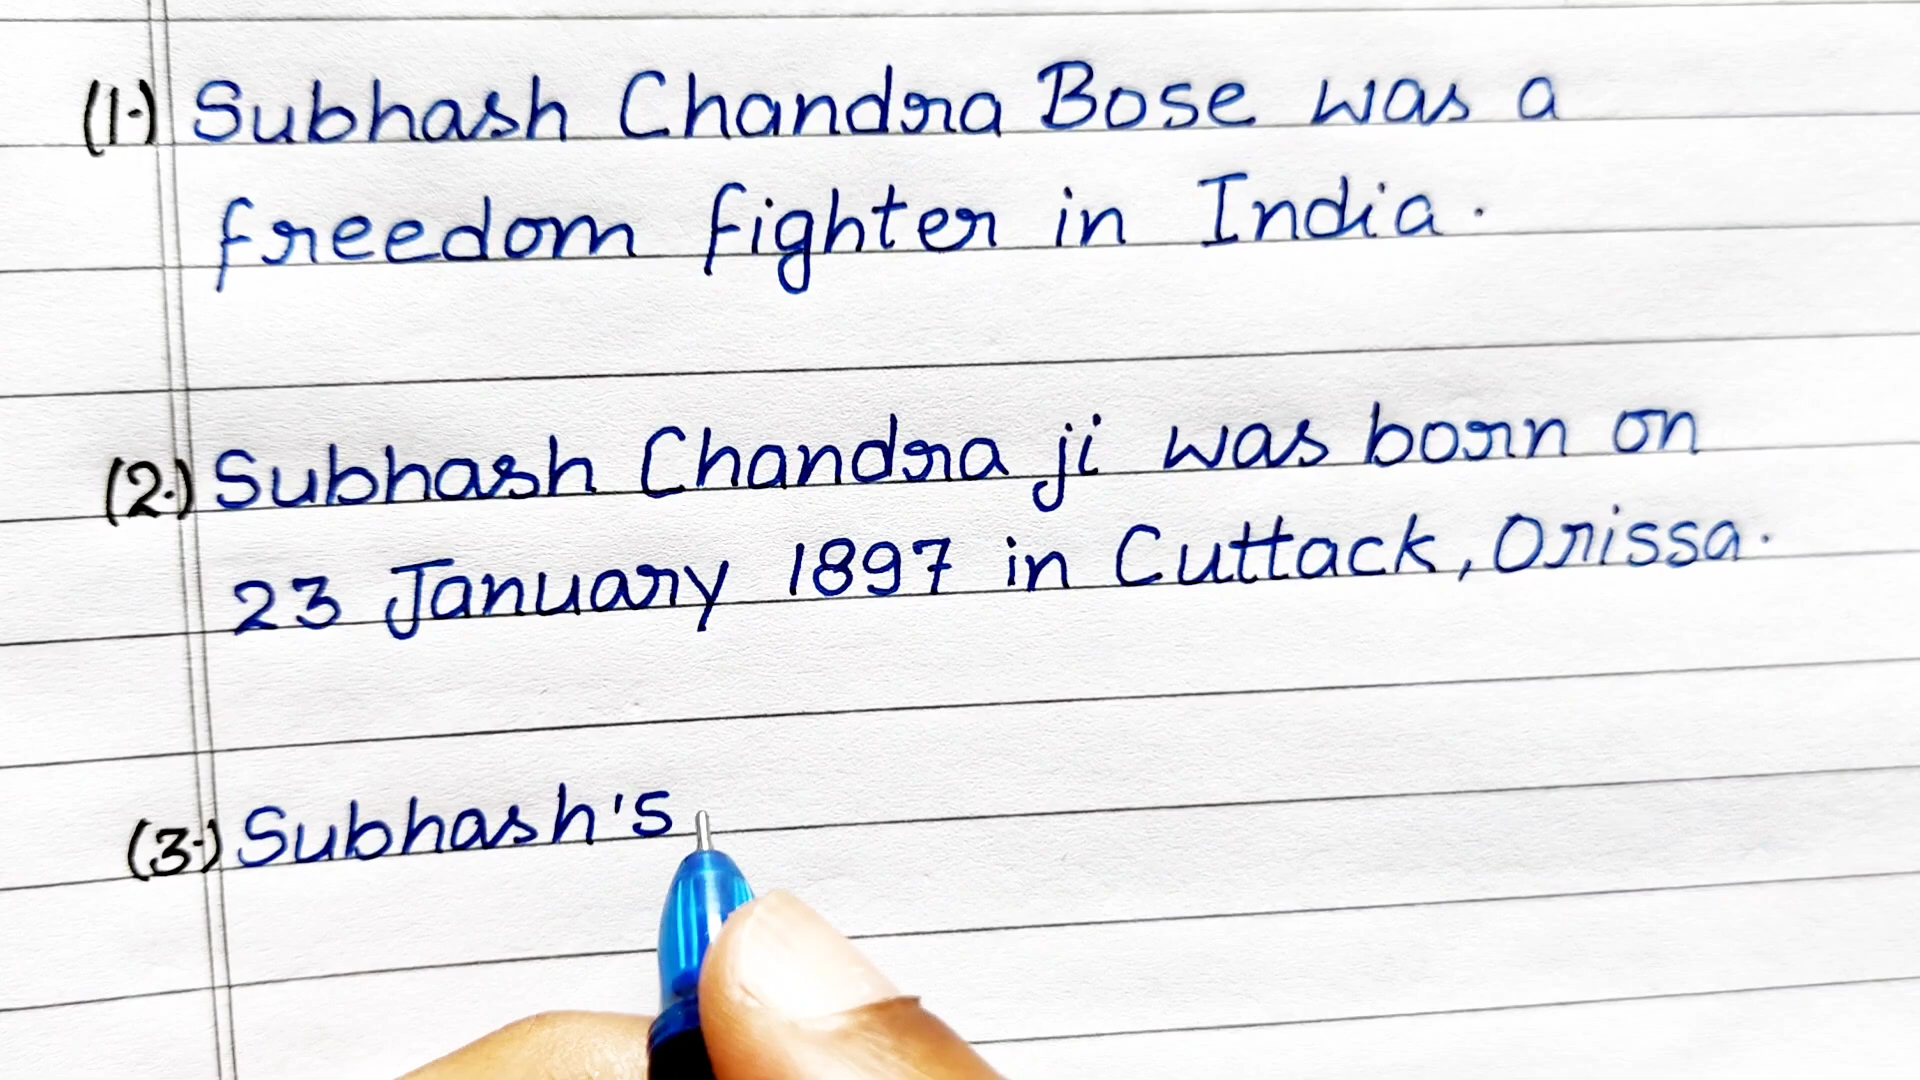 (1.) Subhash Chandra Bose was a
freedom fighter in India.
(2.) Subhash Chandra ji was born on
23 January 1897 in Cuttack, Orissa.
(3.) Subhash's